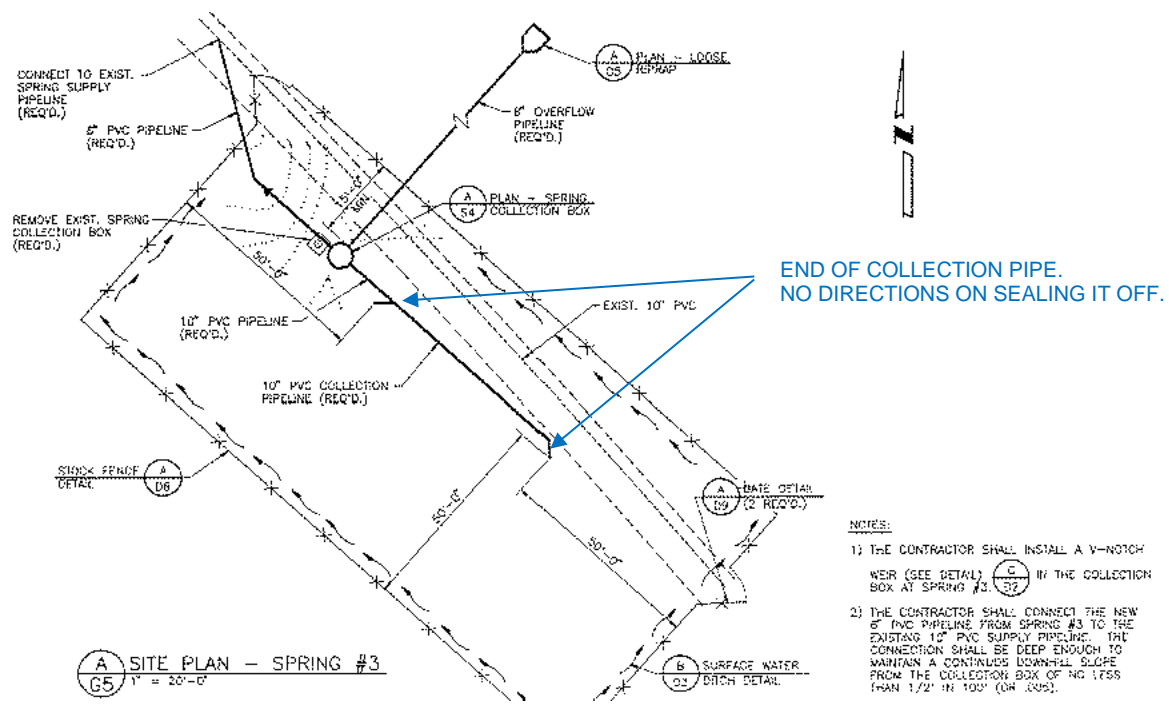 CONNECT TO EXIST.
SPRING SUPPLY
PIPELINE
(REQ'D.)
6" PVC PIPELINE
(REQ'D.)
REMOVE EXIST. SPRING
COLLECTION BOX
(REQ'D.)
A
G5
PLAN - LOOSE
RIPRAP
8" OVERFLOW
PIPELINE
(REQ'D.)
N
15'-0"
MIN.
A
S4
PLAN - SPRING
COLLECTION BOX
50'-0"
10" PVC PIPELINE
(REQ'D.)
10" PVC COLLECTION
PIPELINE (REQ'D.)
EXIST. 10" PVC
END OF COLLECTION PIPE.
NO DIRECTIONS ON SEALING IT OFF.
STOCK FENCE
DETAIL
A
D6
50'-0"
50'-0"
A
D9
GATE DETAIL
(2 REQ'D.)
B
SURFACE WATER
DITCH DETAIL
A
G5
SITE PLAN - SPRING #3
1" = 20'-0"
NOTES:
1) THE CONTRACTOR SHALL INSTALL A V-NOTCH
WEIR (SEE DETAIL) C IN THE COLLECTION
D2
BOX AT SPRING #3.
2) THE CONTRACTOR SHALL CONNECT THE NEW
6" PVC PIPELINE FROM SPRING #3 TO THE
EXISTING 10" PVC SUPPLY PIPELINE. THE
CONNECTION SHALL BE DEEP ENOUGH TO
MAINTAIN A CONTINUOS DOWNHILL SLOPE
FROM THE COLLECTION BOX OF NO LESS
THAN 1/2' IN 100' (OR .005).